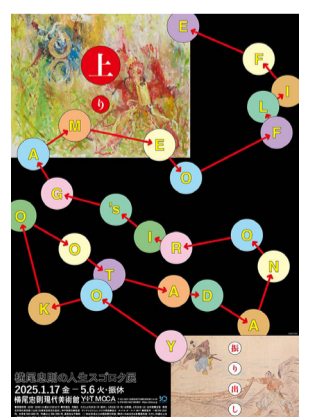 上り
YOKOO
TADANORI's
GAME
OF
LIFE
振り出し
横尾忠則の人生スゴロク展
2025.1.17 金 – 5.6 火・振休
横尾忠則現代美術館 Y+T MOCA